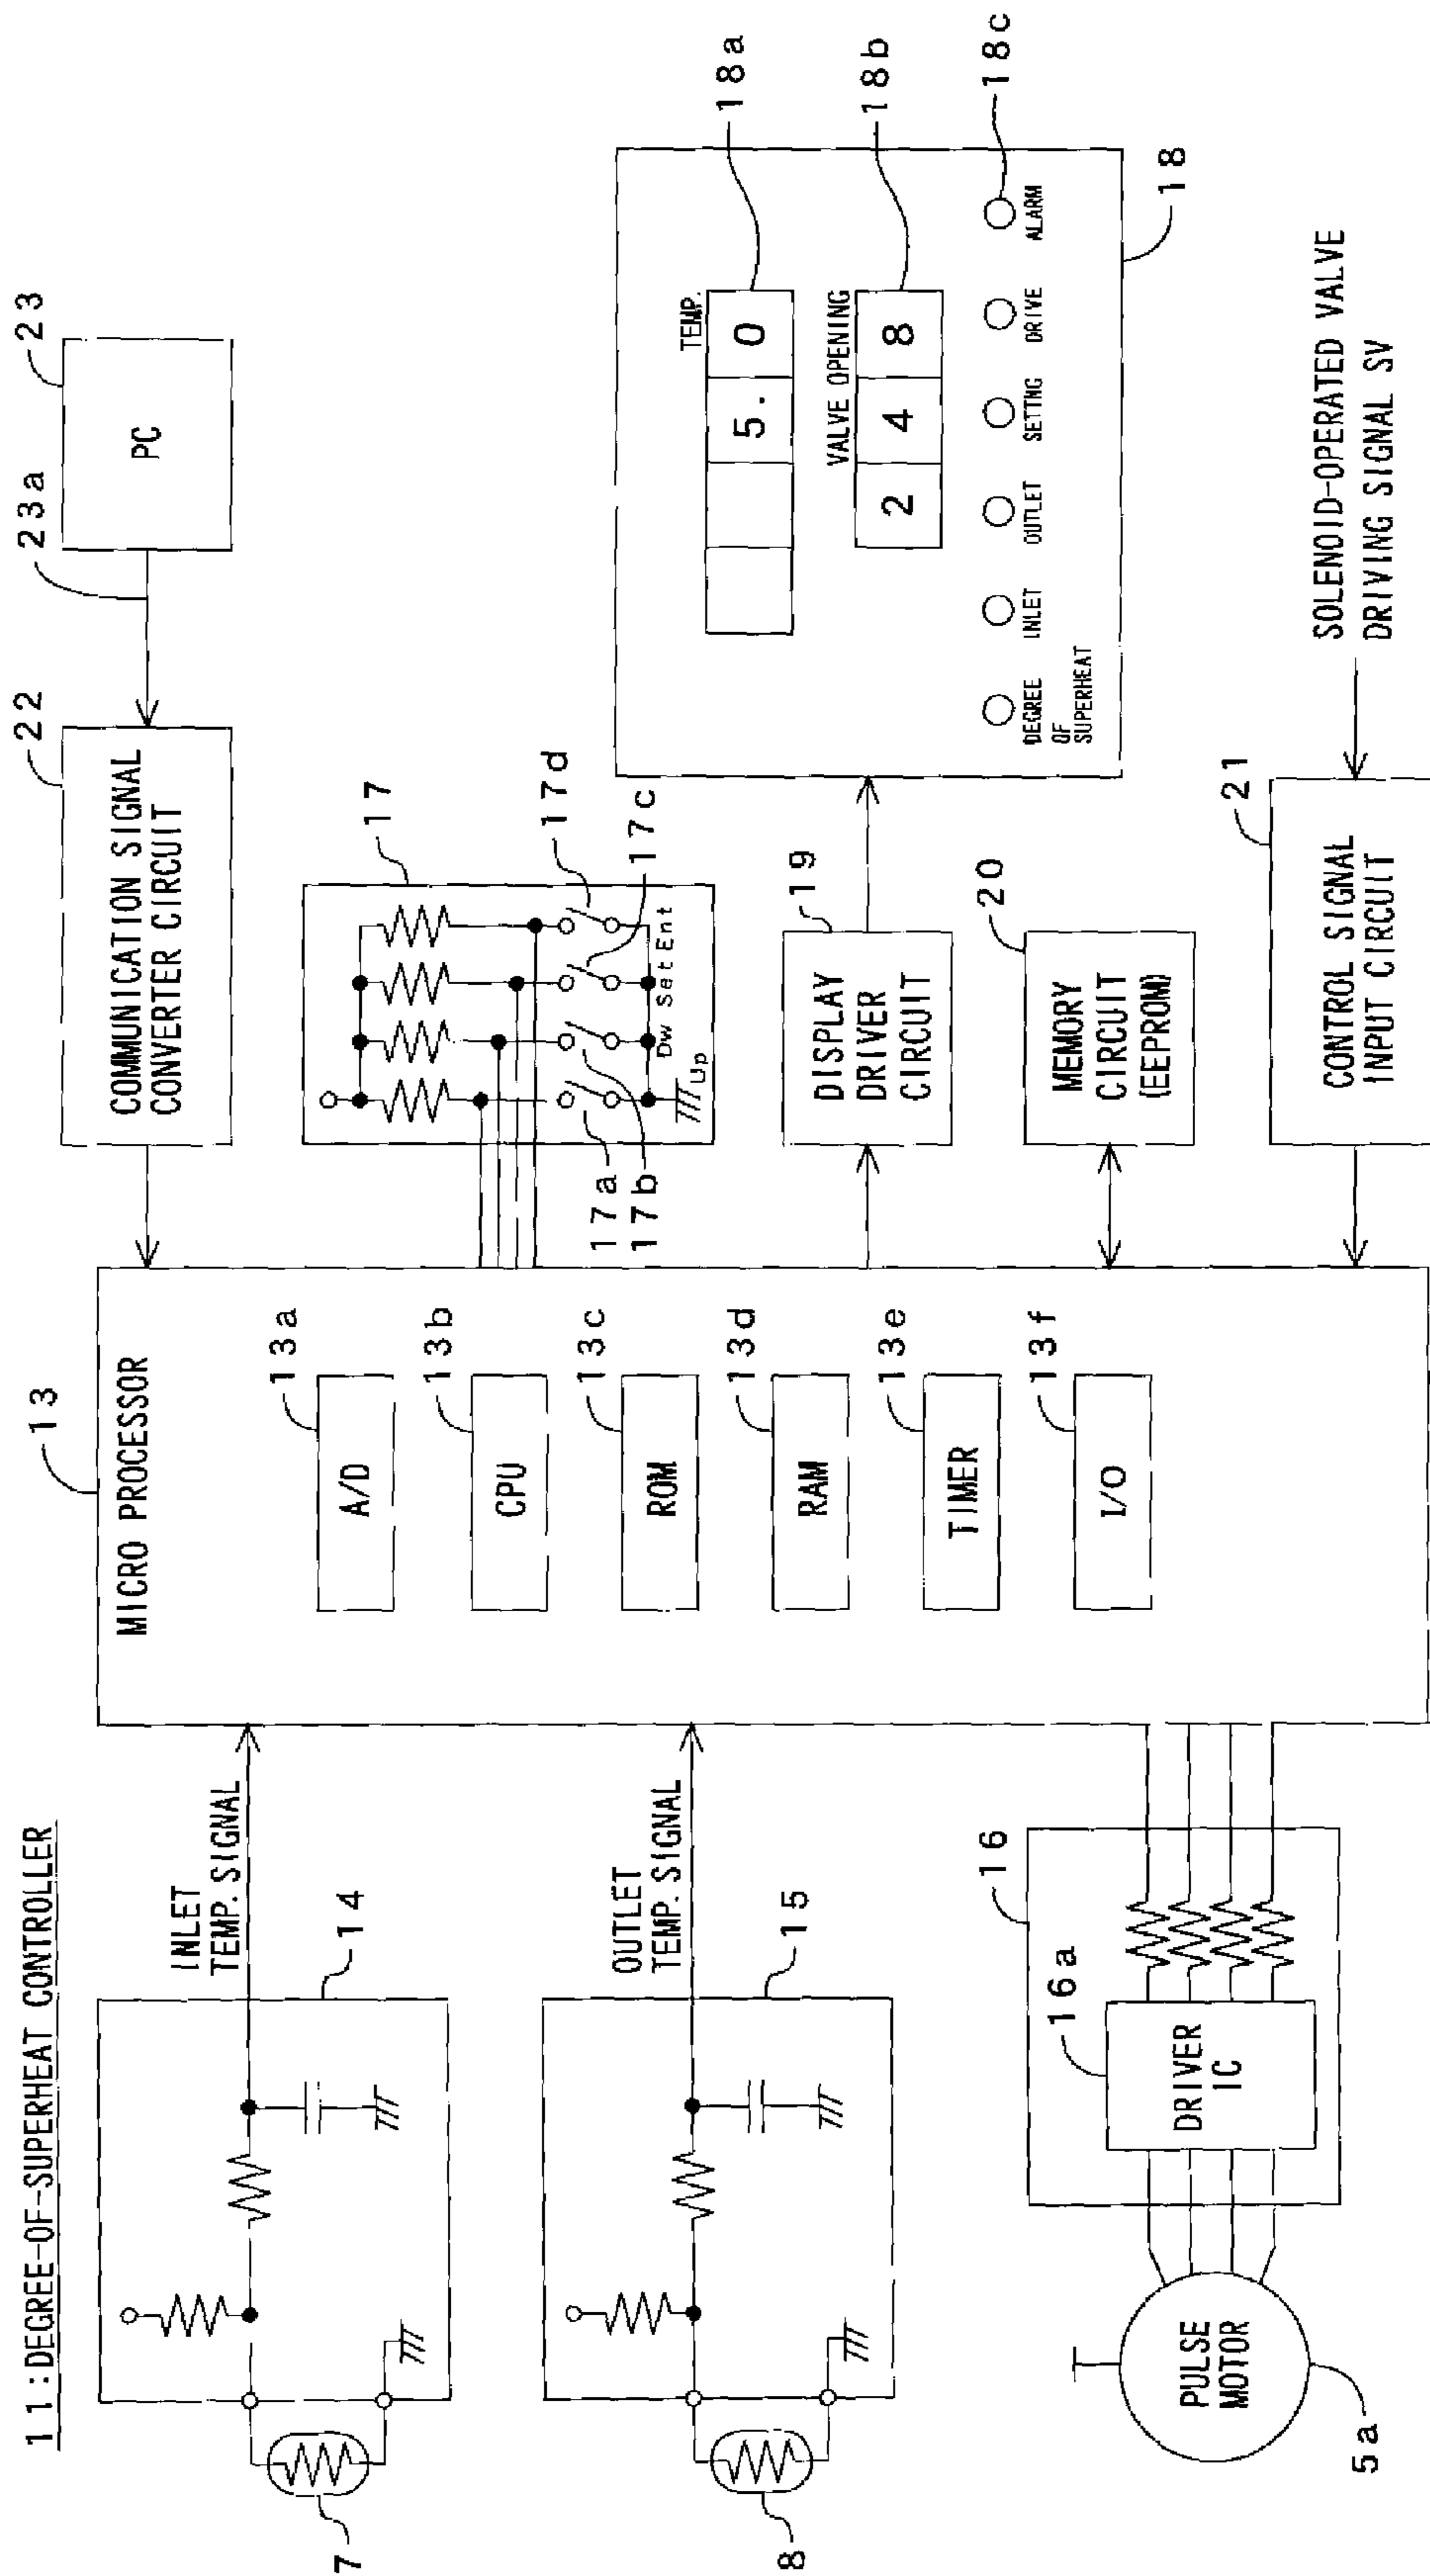 11:DEGREE-OF-SUPERHEAT CONTROLLER
INLET
TEMP.SIGNAL
14
7
OUTLET
TEMP.SIGNAL
15
8
16
16a
DRIVER
IC
PULSE
MOTOR
5a
13
MICRO PROCESSOR
13a
A/D
13b
CPU
13c
ROM
13d
RAM
13e
TIMER
13f
I/O
22
COMMUNICATION SIGNAL
CONVERTER CIRCUIT
23a
23
PC
17
17d
17c
17a
17b
Up
Dw
Set
Ent
19
DISPLAY
DRIVER
CIRCUIT
20
MEMORY
CIRCUIT
(EEPROM)
21
CONTROL SIGNAL
INPUT CIRCUIT
TEMP.
5. 0
18a
VALVE OPENING
2 4 8
18b
18c
DEGREE
OF
SUPERHEAT
INLET
OUTLET
SETTNG
DRIVE
ALARM
18
SOLENOID-OPERATED VALVE
DRIVING SIGNAL SV